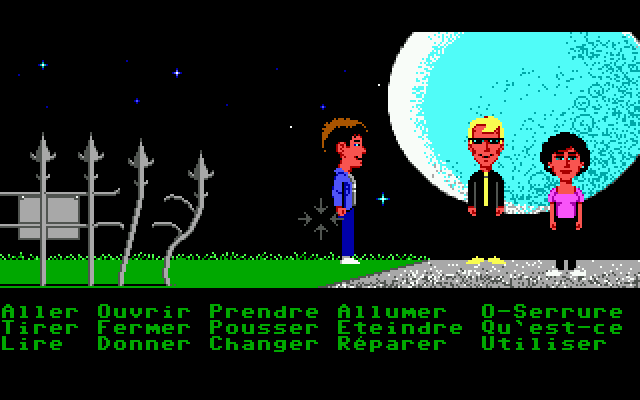 Aller Ouvrir Prendre Allumer O-Serrure
Tirer Fermer Pousser Eteindre Qu'est-ce
Lire Donner Changer Réparer Utiliser